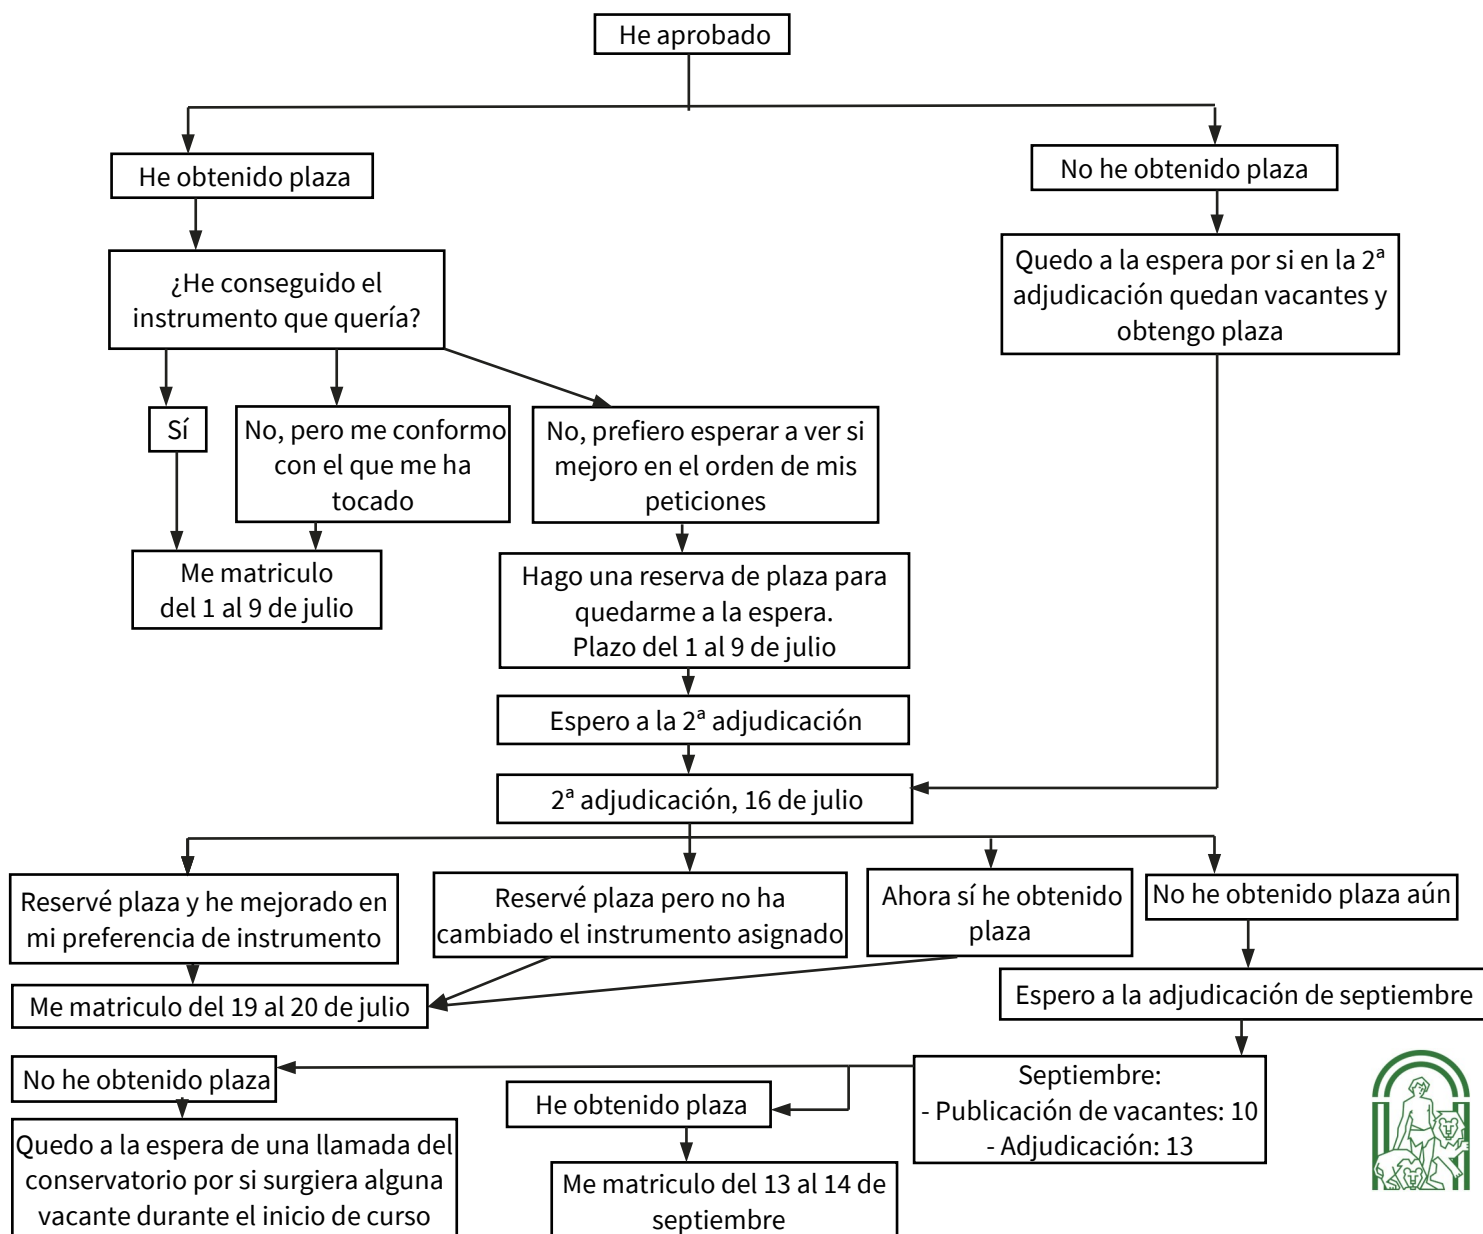 He aprobado
He obtenido plaza
No he obtenido plaza
¿He conseguido el
instrumento que quería?
Quedo a la espera por si en la 2ª
adjudicación quedan vacantes y
obtengo plaza
Sí
No, pero me conformo
con el que me ha
tocado
No, prefiero esperar a ver si
mejoro en el orden de mis
peticiones
Me matriculo
del 1 al 9 de julio
Hago una reserva de plaza para
quedarme a la espera.
Plazo del 1 al 9 de julio
Espero a la 2ª adjudicación
2ª adjudicación, 16 de julio
Reservé plaza y he mejorado en
mi preferencia de instrumento
Reservé plaza pero no ha
cambiado el instrumento asignado
Ahora sí he obtenido
plaza
No he obtenido plaza aún
Me matriculo del 19 al 20 de julio
Espero a la adjudicación de septiembre
No he obtenido plaza
He obtenido plaza
Septiembre:
- Publicación de vacantes: 10
- Adjudicación: 13
Quedo a la espera de una llamada del
conservatorio por si surgiera alguna
vacante durante el inicio de curso
Me matriculo del 13 al 14 de
septiembre